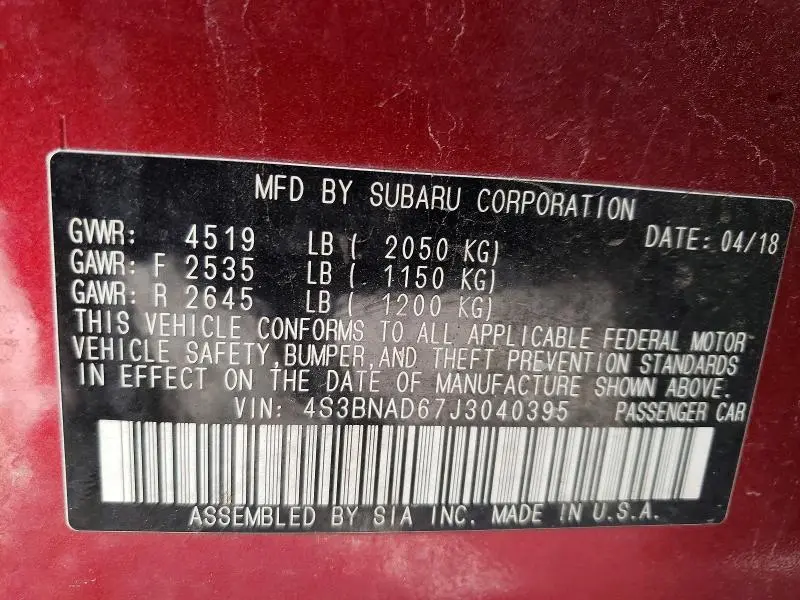 MFD BY SUBARU CORPORATION
GVWR: 4519 LB ( 2050 KG) DATE: 04/18
GAWR: F 2535 LB ( 1150 KG)
GAWR: R 2645 LB ( 1200 KG)
THIS VEHICLE CONFORMS TO ALL APPLICABLE FEDERAL MOTOR
VEHICLE SAFETY, BUMPER, AND THEFT PREVENTION STANDARDS
IN EFFECT ON THE DATE OF MANUFACTURE SHOWN ABOVE.
VIN: 4S3BNAD67J3040395 PASSENGER CAR
ASSEMBLED BY SIA INC. MADE IN U.S.A.